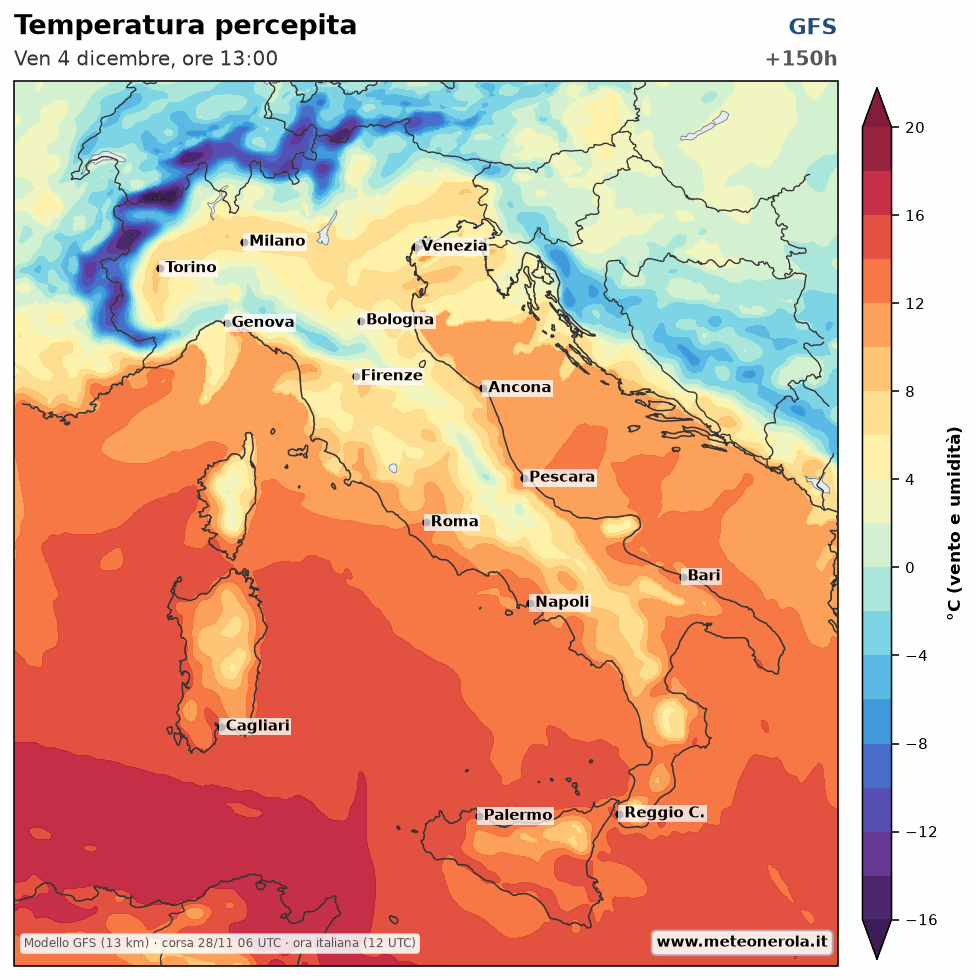 Temperatura percepita
GFS
Ven 4 dicembre, ore 13:00
+150h
Milano
Venezia
Torino
Genova
Bologna
Firenze
Ancona
Pescara
Roma
Bari
Napoli
Cagliari
Palermo
Reggio C.
20
16
12
8
4
0
−4
−8
−12
−16
°C (vento e umidità)
Modello GFS (13 km) · corsa 28/11 06 UTC · ora italiana (12 UTC)
www.meteonerola.it